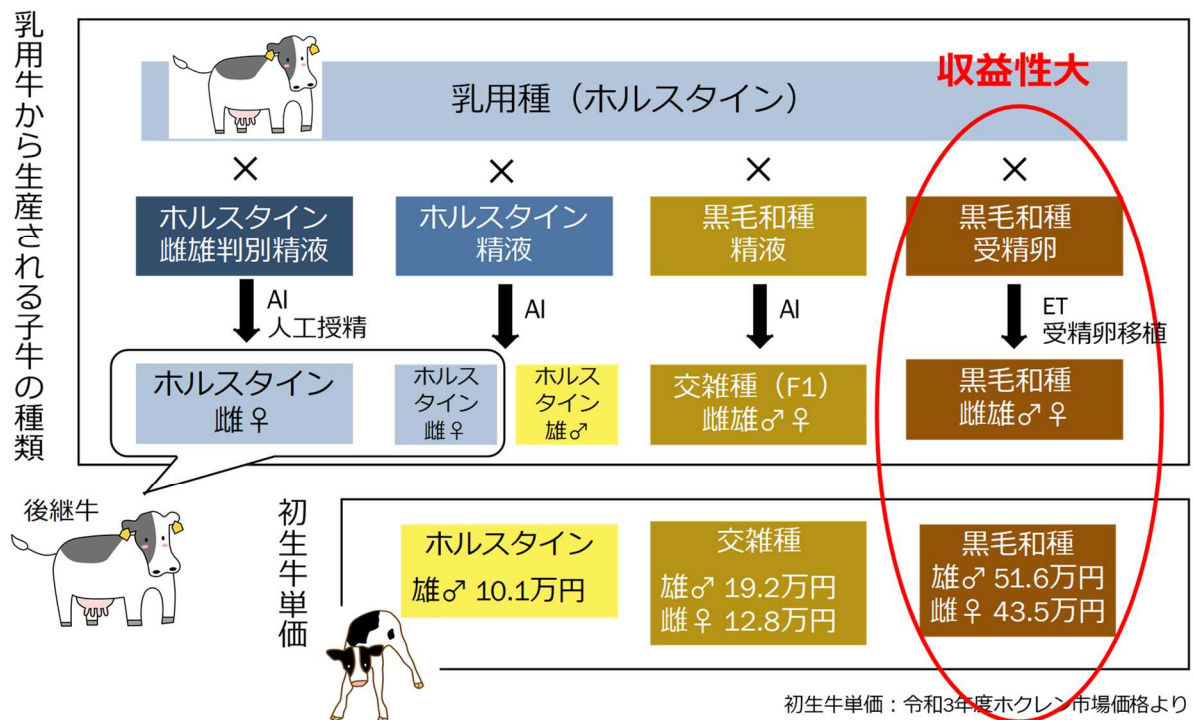 乳用牛から生産される子牛の種類
収益性大
乳用種（ホルスタイン）
×
×
×
×
ホルスタイン
雌雄判別精液
ホルスタイン
精液
黒毛和種
精液
黒毛和種
受精卵
AI
人工授精
AI
AI
ET
受精卵移植
ホルスタイン
雌♀
ホルス
タイン
雌♀
ホルス
タイン
雄♂
交雑種（F1）
雌雄♂♀
黒毛和種
雌雄♂♀
後継牛
初生牛単価
ホルスタイン
雄♂ 10.1万円
交雑種
雄♂ 19.2万円
雌♀ 12.8万円
黒毛和種
雄♂ 51.6万円
雌♀ 43.5万円
初生牛単価：令和3年度ホクレン市場価格より